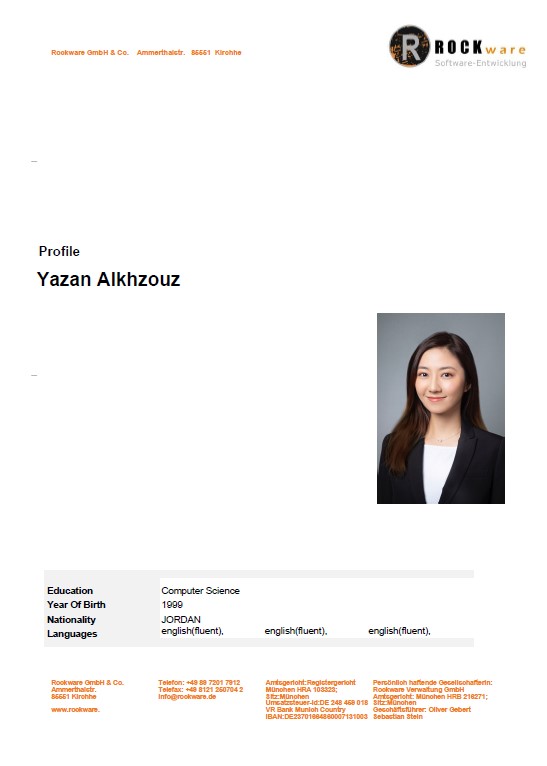 Rookware GmbH & Co. Ammerthalstr. 85551 Kirchhe
ROCKware
Software-Entwicklung
Profile
Yazan Alkhzouz
Education Computer Science
Year Of Birth 1999
Nationality JORDAN
Languages english(fluent), english(fluent), english(fluent),
Rookware GmbH & Co.
Ammerthalstr.
85551 Kirchhe
www.rookware.
Telefon: +49 89 7201 7912
Telefax: +49 8121 250704 2
info@rookware.de
Amtsgericht:Registergericht
München HRA 103323;
Sitz:München
Umsatzsteuer-Id:DE 248 459 018
VR Bank Munich Country
IBAN:DE23701664860007131003
Persönlich haftende Gesellschafterin:
Rookware Verwaltung GmbH
Amtsgericht: München HRB 216271;
Sitz:München
Geschäftsführer: Oliver Gebert
Sebastian Stein